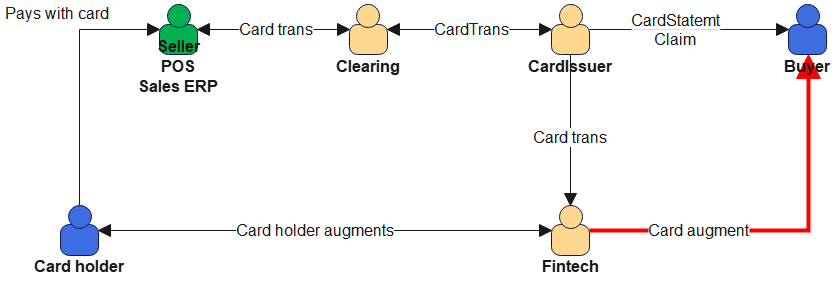 Pays with card
Card trans
CardTrans
CardStatemt
Claim
Seller
POS
Sales ERP
Clearing
CardIssuer
Buyer
Card trans
Card holder augments
Card augment
Card holder
Fintech